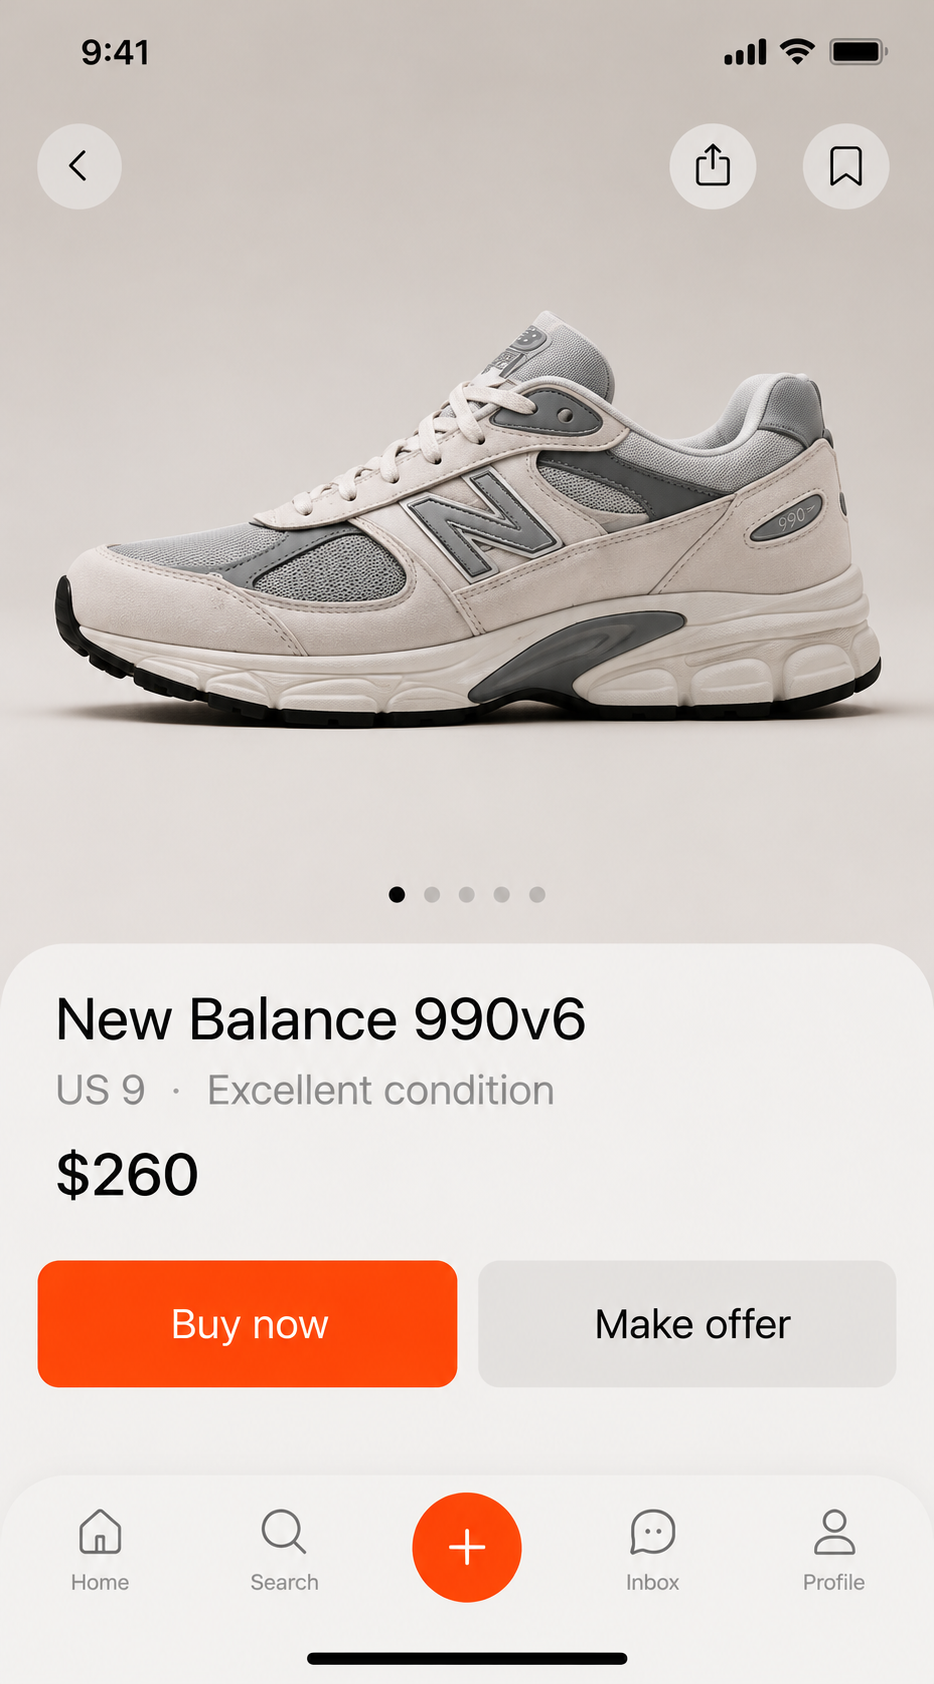 9:41
N
990
New Balance 990v6
US 9 · Excellent condition
$260
Buy now
Make offer
Home
Search
Inbox
Profile